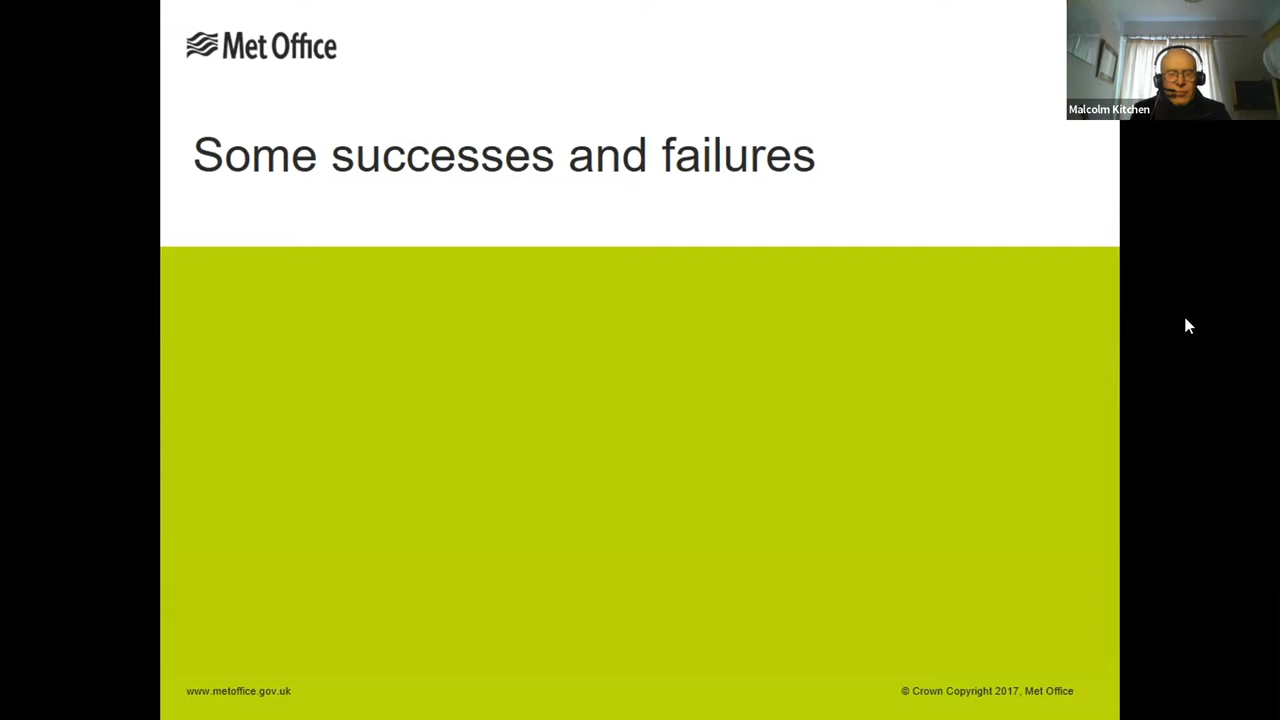 Met Office
Malcolm Kitchen
Some successes and failures
www.metoffice.gov.uk
© Crown Copyright 2017, Met Office